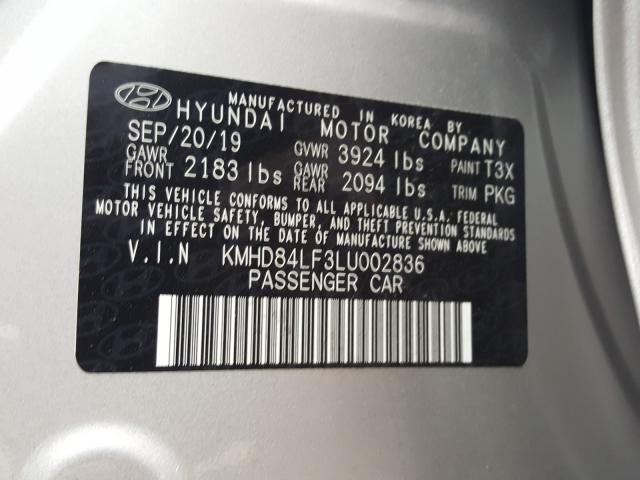 MANUFACTURED IN KOREA BY
HYUNDAI MOTOR COMPANY
SEP/20/19 GVWR 3924 lbs PAINT T3X
GAWR FRONT 2183 lbs GAWR REAR 2094 lbs TRIM PKG
THIS VEHICLE CONFORMS TO ALL APPLICABLE U.S.A. FEDERAL
MOTOR VEHICLE SAFETY, BUMPER, AND THEFT PREVENTION STANDARDS
IN EFFECT ON THE DATE OF MANUFACTURE SHOWN ABOVE
V.I.N KMHD84LF3LU002836
PASSENGER CAR